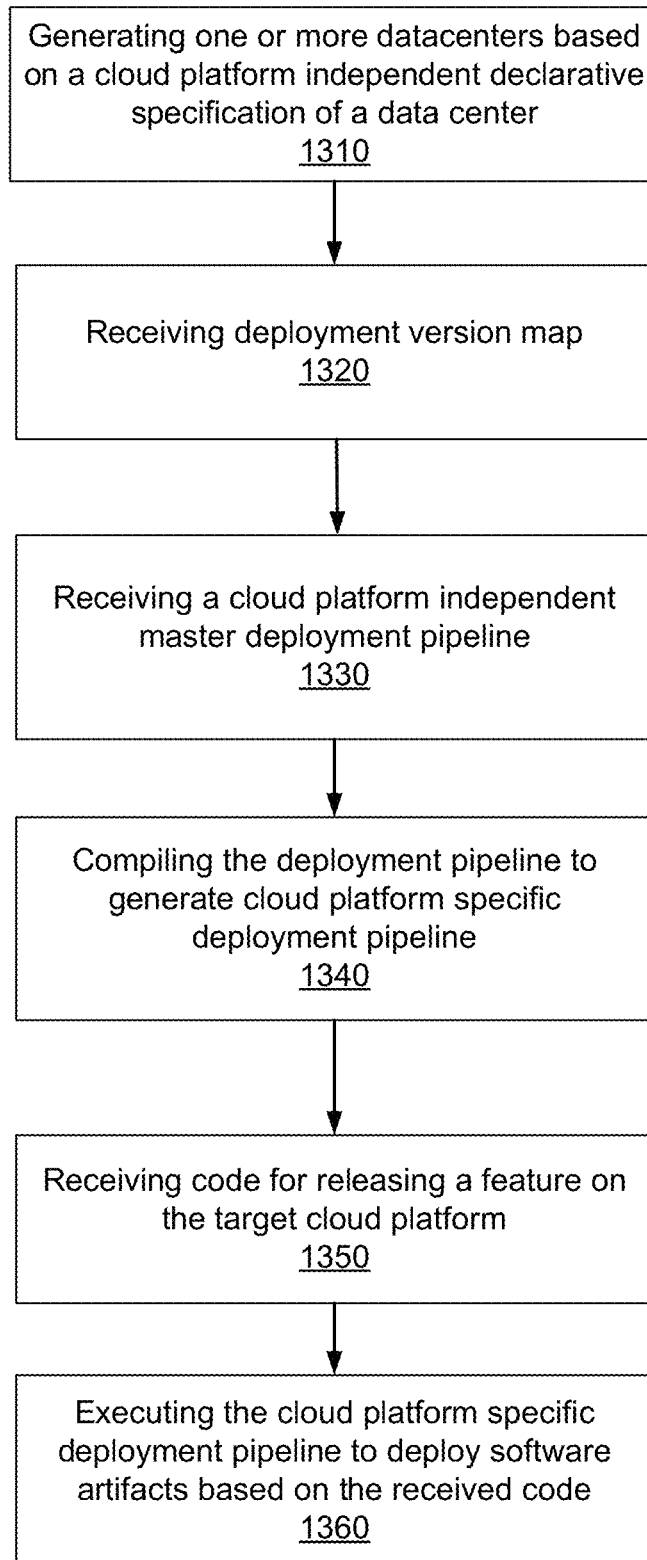 Generating one or more datacenters based
on a cloud platform independent declarative
specification of a data center
1310
Receiving deployment version map
1320
Receiving a cloud platform independent
master deployment pipeline
1330
Compiling the deployment pipeline to
generate cloud platform specific
deployment pipeline
1340
Receiving code for releasing a feature on
the target cloud platform
1350
Executing the cloud platform specific
deployment pipeline to deploy software
artifacts based on the received code
1360